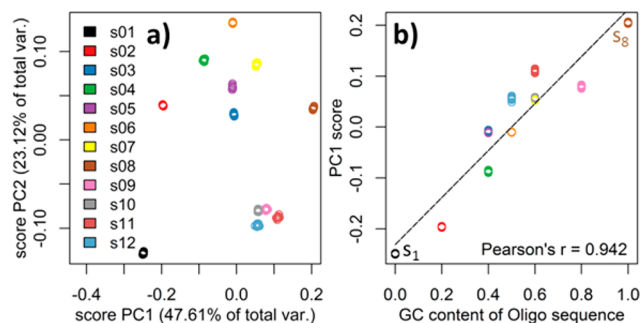 a)
s01
s02
s03
s04
s05
s06
s07
s08
s09
s10
s11
s12
score PC2 (23.12% of total var.)
0.10
0.00
-0.10
-0.4
-0.2
0.0
0.2
score PC1 (47.61% of total var.)
b)
s8
PC1 score
0.2
0.1
0.0
-0.1
-0.2
s1
Pearson's r = 0.942
0.0
0.2
0.4
0.6
0.8
1.0
GC content of Oligo sequence